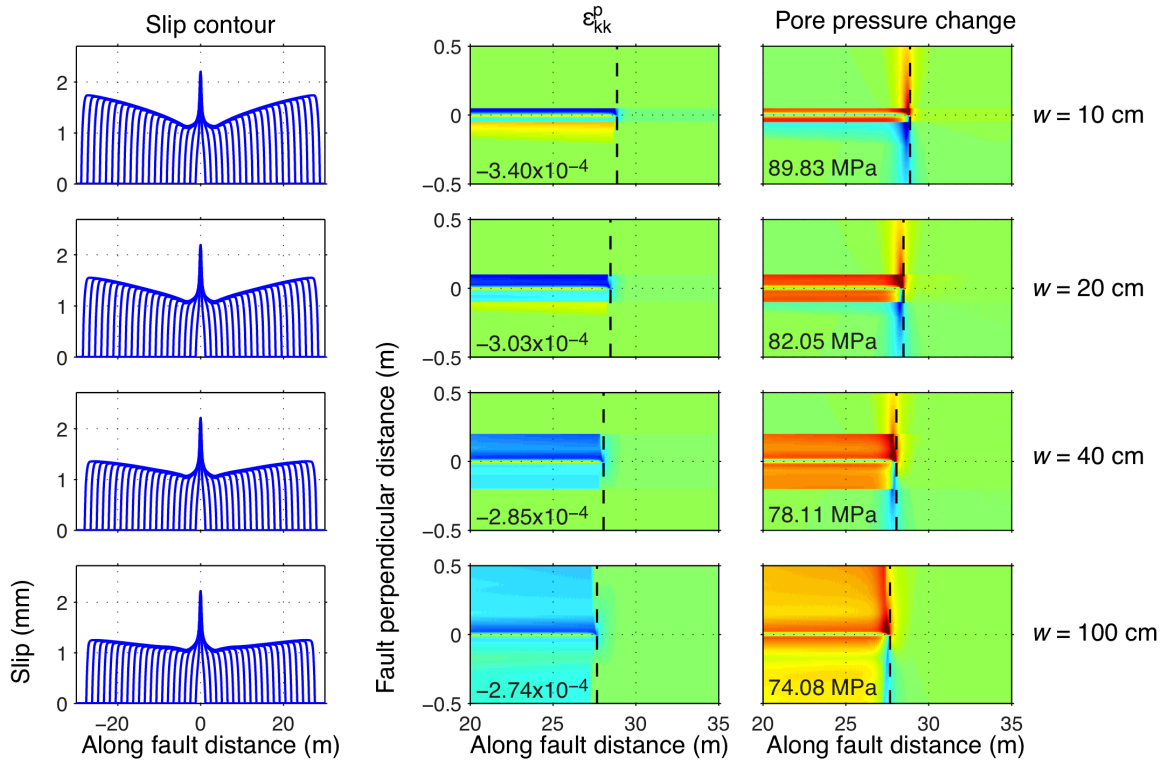 Slip contour
ε^p_kk
Pore pressure change
2
1
0
0.5
0
−0.5
−3.40x10^−4
89.83 MPa
w = 10 cm
2
1
0
0.5
0
−0.5
−3.03x10^−4
82.05 MPa
w = 20 cm
2
1
0
0.5
0
−0.5
−2.85x10^−4
78.11 MPa
w = 40 cm
2
1
0
0.5
0
−0.5
−2.74x10^−4
74.08 MPa
w = 100 cm
Slip (mm)
Fault perpendicular distance (m)
−20 0 20
20 25 30 35
20 25 30 35
Along fault distance (m)
Along fault distance (m)
Along fault distance (m)